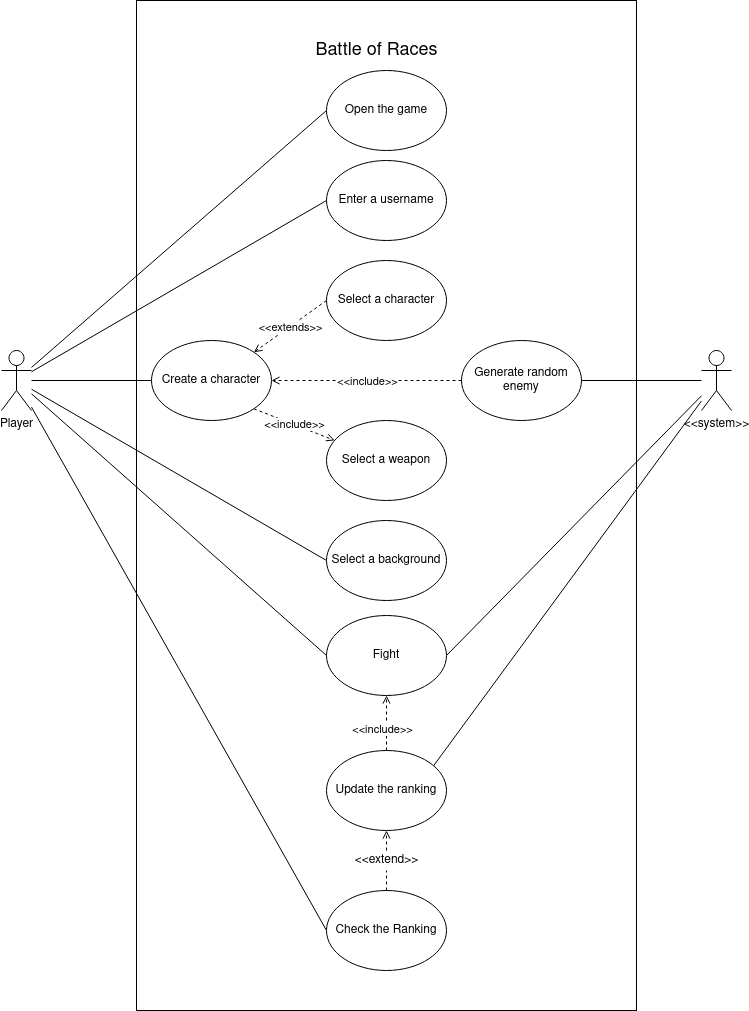 Battle of Races
Open the game
Enter a username
Select a character
<<extends>>
Create a character
<<include>>
Generate random
enemy
Player
<<system>>
<<include>>
Select a weapon
Select a background
Fight
<<include>>
Update the ranking
<<extend>>
Check the Ranking